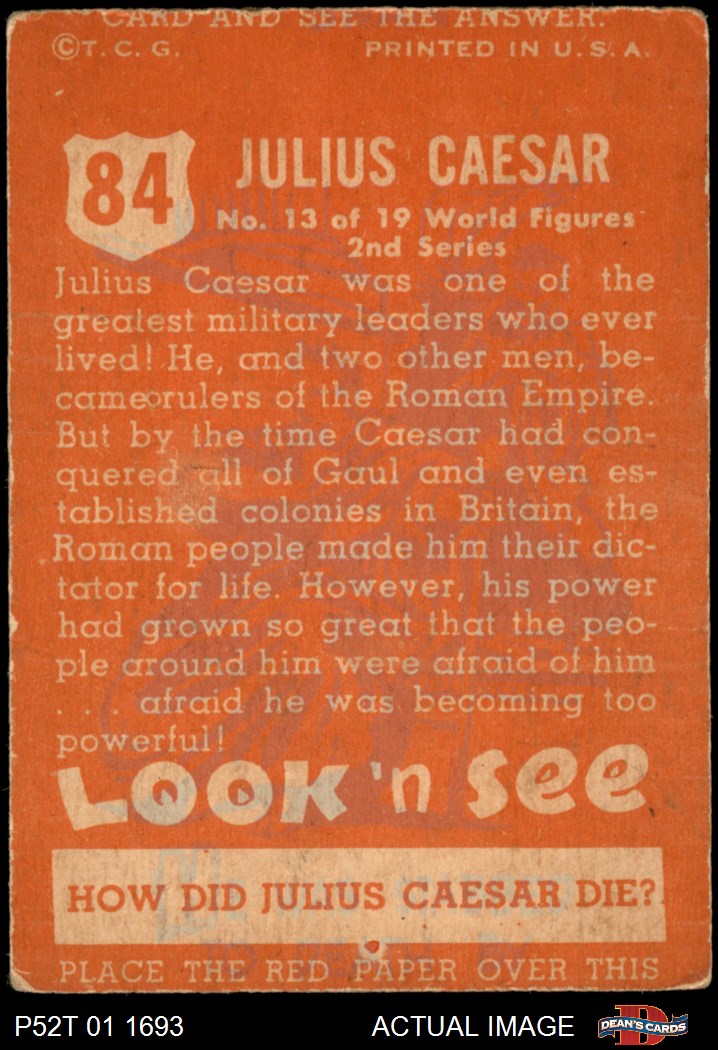 CARD AND SEE THE ANSWER.
©T. C. G. PRINTED IN U. S. A.
84
JULIUS CAESAR
No. 13 of 19 World Figures
2nd Series
Julius Caesar was one of the
greatest military leaders who ever
lived! He, and two other men, be-
came rulers of the Roman Empire.
But by the time Caesar had con-
quered all of Gaul and even es-
tablished colonies in Britain, the
Roman people made him their dic-
tator for life. However, his power
had grown so great that the peo-
ple around him were afraid of him
. . . afraid he was becoming too
powerful!
LOOK 'n SEE
HOW DID JULIUS CAESAR DIE?
PLACE THE RED PAPER OVER THIS
P52T 01 1693 ACTUAL IMAGE
D
DEAN'S CARDS